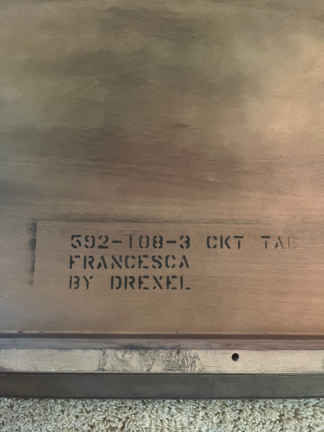 592-108-3 CKT TAB
FRANCESCA
BY DREXEL